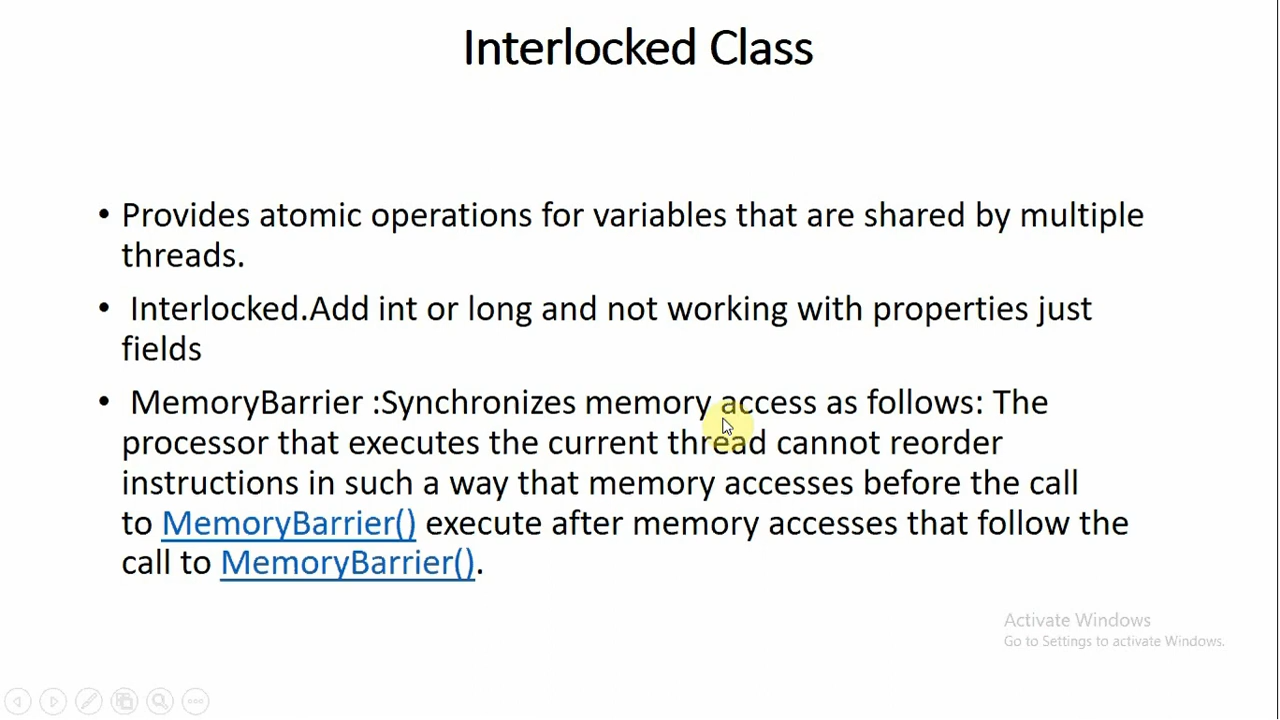 Interlocked Class
• Provides atomic operations for variables that are shared by multiple
threads.
• Interlocked.Add int or long and not working with properties just
fields
• MemoryBarrier :Synchronizes memory access as follows: The
processor that executes the current thread cannot reorder
instructions in such a way that memory accesses before the call
to MemoryBarrier() execute after memory accesses that follow the
call to MemoryBarrier().
Activate Windows
Go to Settings to activate Windows.